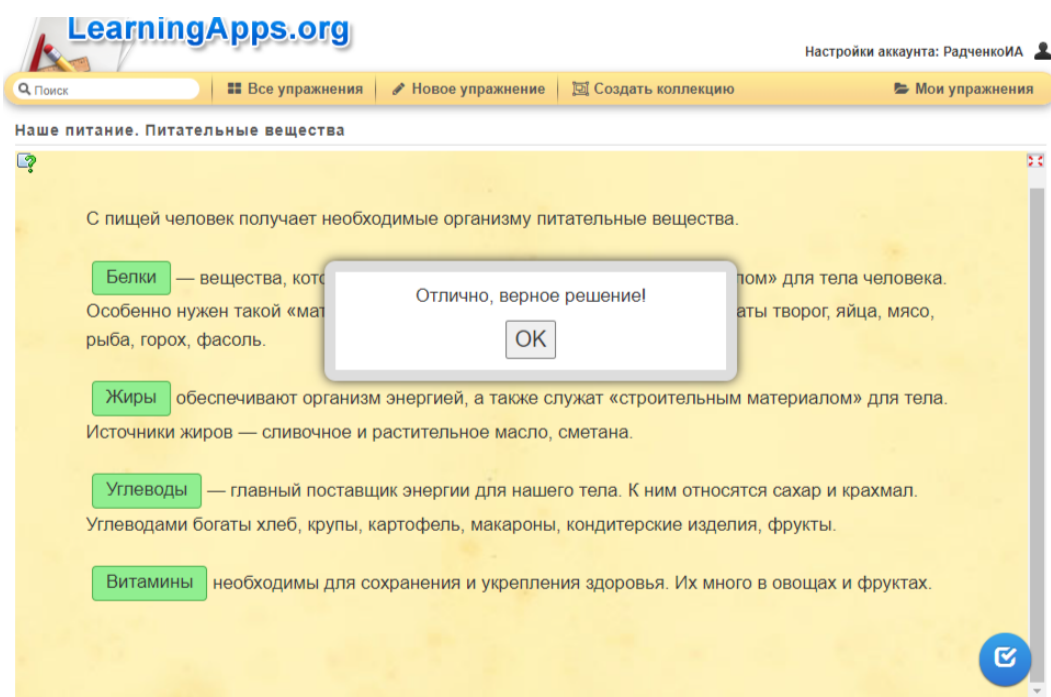 LearningApps.org
Настройки аккаунта: РадченкоИА
Поиск
Все упражнения
Новое упражнение
Создать коллекцию
Мои упражнения
Наше питание. Питательные вещества
С пищей человек получает необходимые организму питательные вещества.
Белки — вещества, для тела человека.
Особенно нужен такой творог, яйца, мясо,
рыба, горох, фасоль.
Отлично, верное решение!
OK
Жиры обеспечивают организм энергией, а также служат «строительным материалом» для тела.
Источники жиров — сливочное и растительное масло, сметана.
Углеводы — главный поставщик энергии для нашего тела. К ним относятся сахар и крахмал.
Углеводами богаты хлеб, крупы, картофель, макароны, кондитерские изделия, фрукты.
Витамины необходимы для сохранения и укрепления здоровья. Их много в овощах и фруктах.